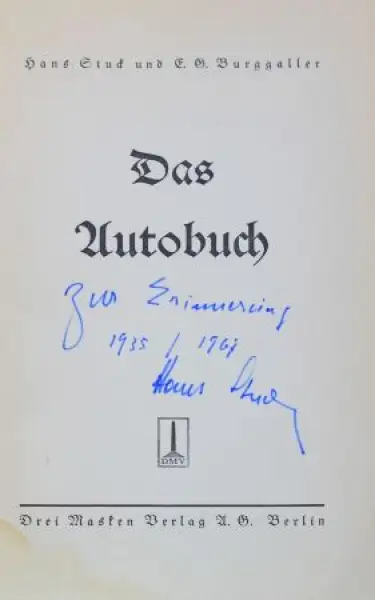 Hans Stuck und E. G. Burggaller
Das
Autobuch
Zur Erinnerung
1935 / 1967
Hans Stuck
DMV
Drei Masken Verlag A. G. Berlin